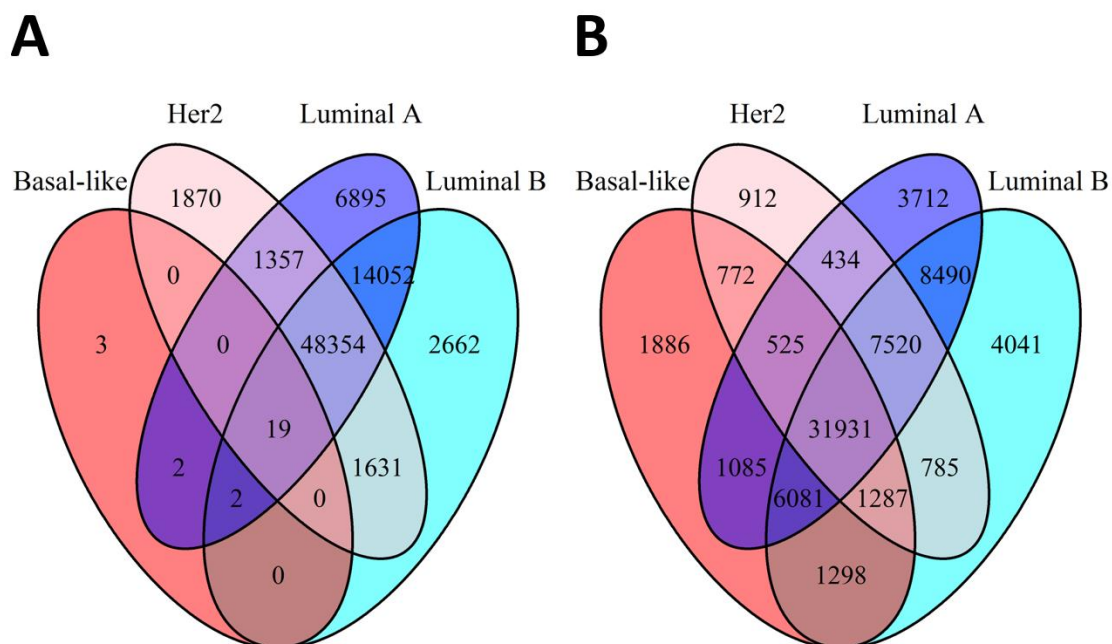 A
B
Her2 Luminal A
Basal-like Luminal B
1870 6895
0 1357 14052
3 0 48354 2662
19
2 1631
2 0
0
Her2 Luminal A
Basal-like Luminal B
912 3712
772 434 8490
1886 525 7520 4041
31931
1085 785
6081 1287
1298